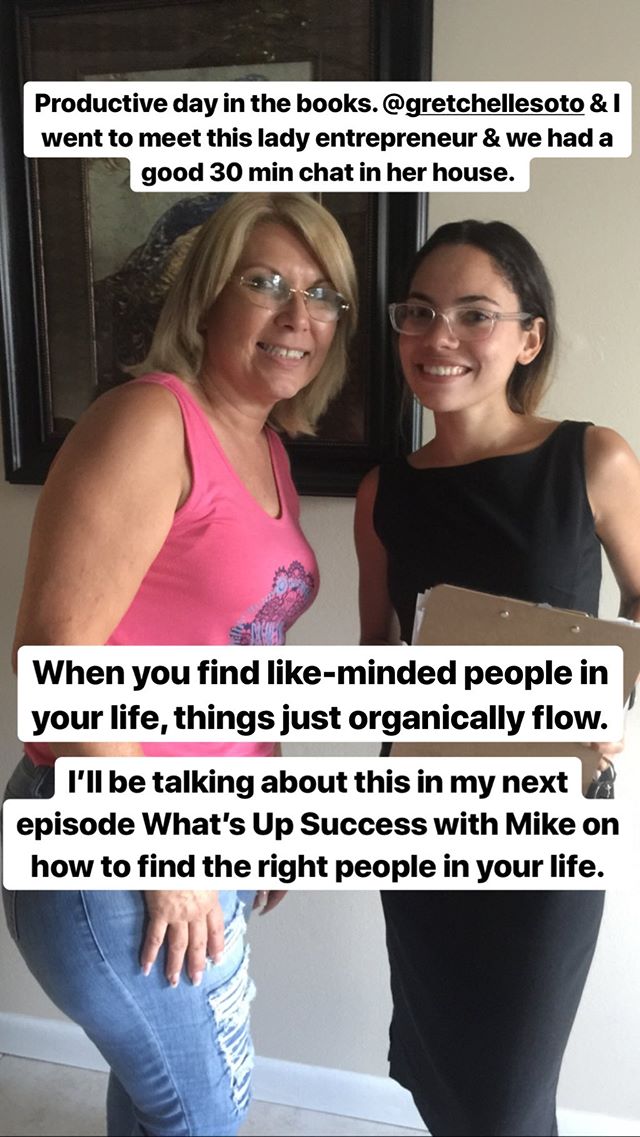 Productive day in the books. @gretchellesoto & I
went to meet this lady entrepreneur & we had a
good 30 min chat in her house.
When you find like-minded people in
your life, things just organically flow.
I'll be talking about this in my next
episode What's Up Success with Mike on
how to find the right people in your life.